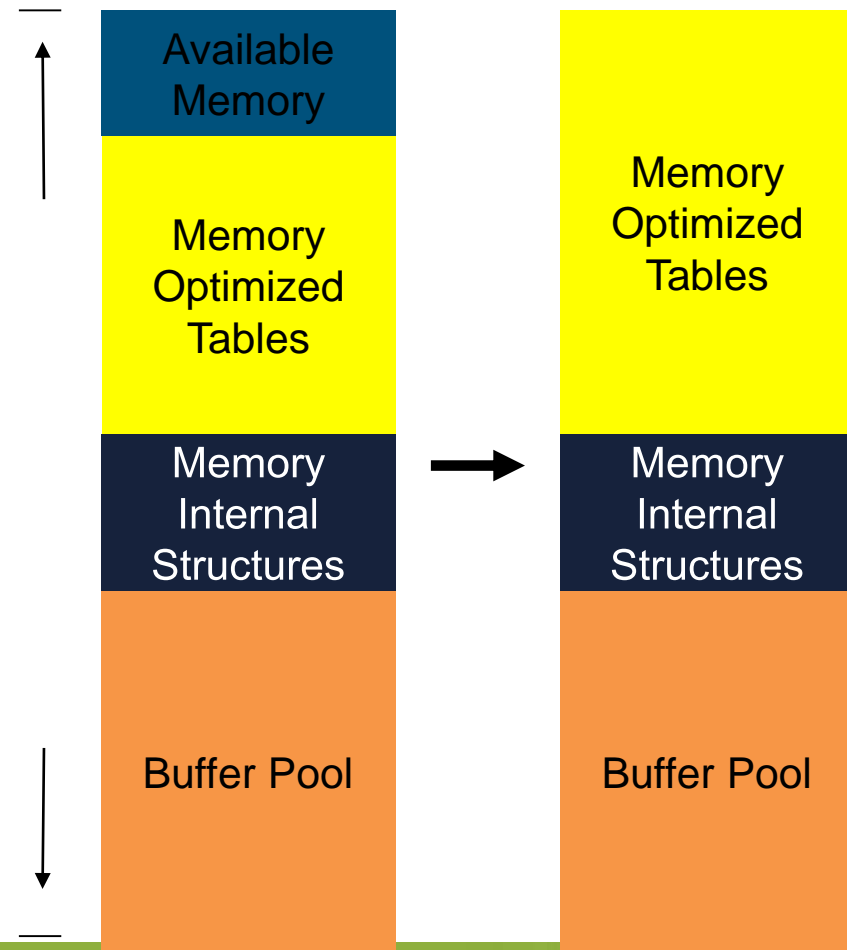 Available
Memory
Memory
Optimized
Tables
Memory
Internal
Structures
Buffer Pool
Memory
Optimized
Tables
Memory
Internal
Structures
Buffer Pool